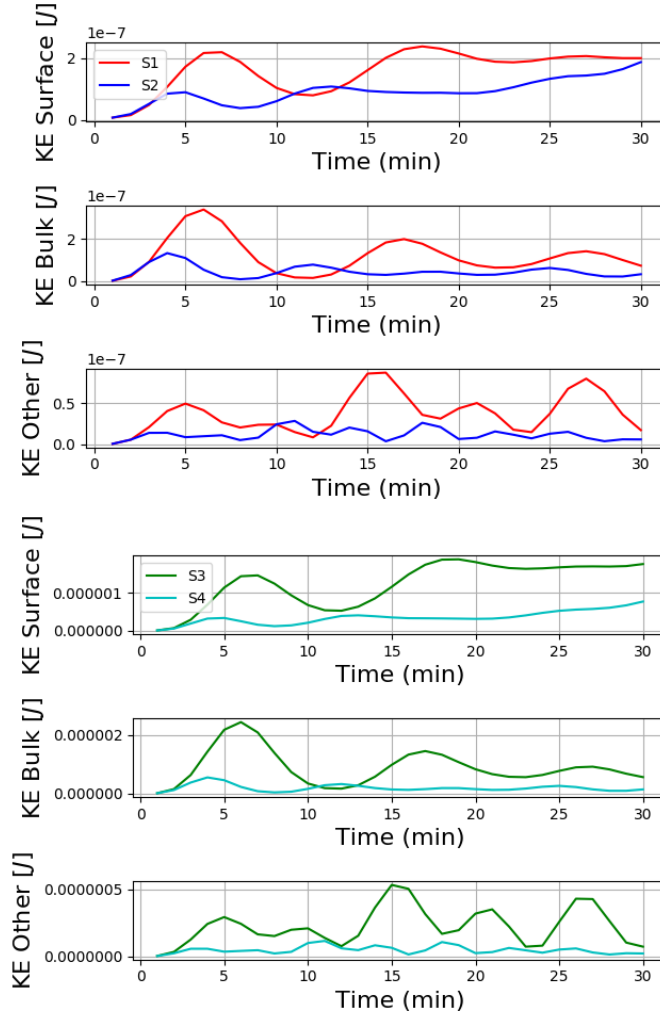 1e−7
KE Surface [J]
2
0
S1
S2
0 5 10 15 20 25 30
Time (min)
1e−7
KE Bulk [J]
2
0
0 5 10 15 20 25 30
Time (min)
1e−7
KE Other [J]
0.5
0.0
0 5 10 15 20 25 30
Time (min)
KE Surface [J]
0.000001
0.000000
S3
S4
0 5 10 15 20 25 30
Time (min)
KE Bulk [J]
0.000002
0.000000
0 5 10 15 20 25 30
Time (min)
KE Other [J]
0.0000005
0.0000000
0 5 10 15 20 25 30
Time (min)